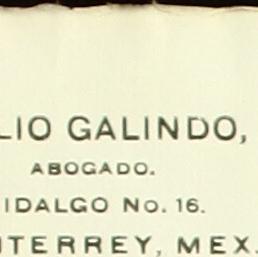 LIO GALINDO,
ABOGADO.
IDALGO No. 16.
NTERREY, MEX.